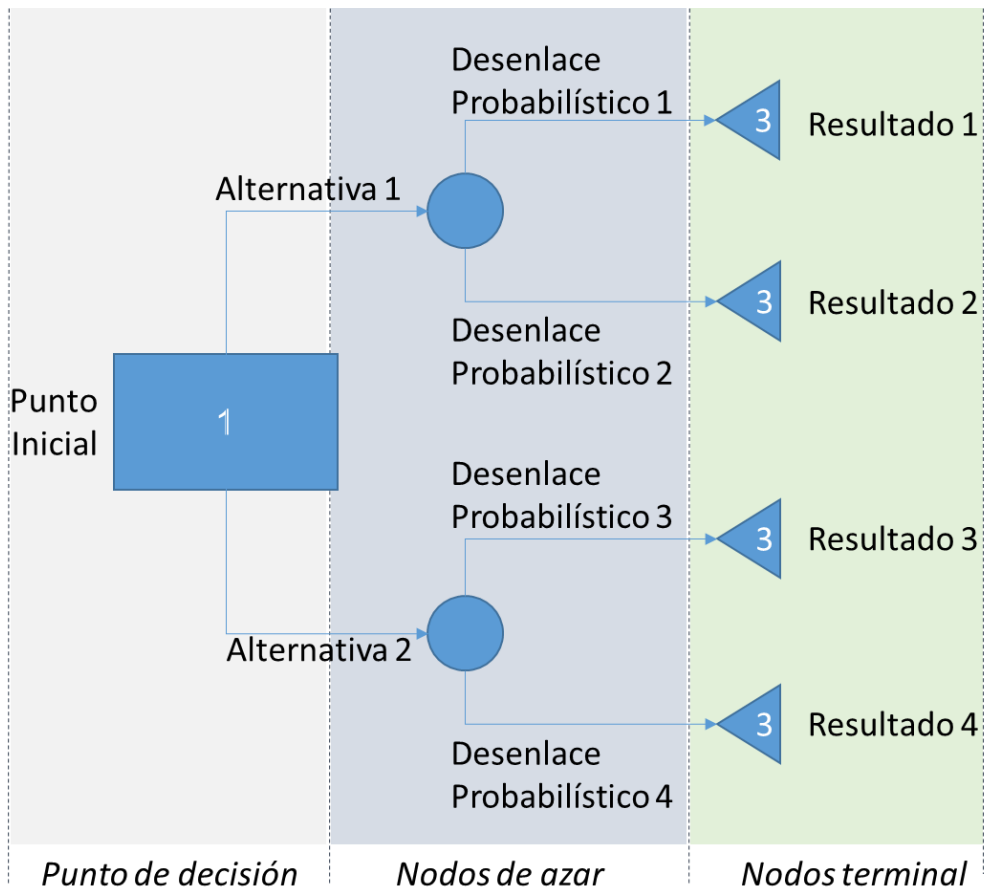 Desenlace
Probabilístico 1
3
Resultado 1
Alternativa 1
3
Resultado 2
Desenlace
Probabilístico 2
Punto
Inicial
1
Desenlace
Probabilístico 3
3
Resultado 3
Alternativa 2
3
Resultado 4
Desenlace
Probabilístico 4
Punto de decisión
Nodos de azar
Nodos terminal